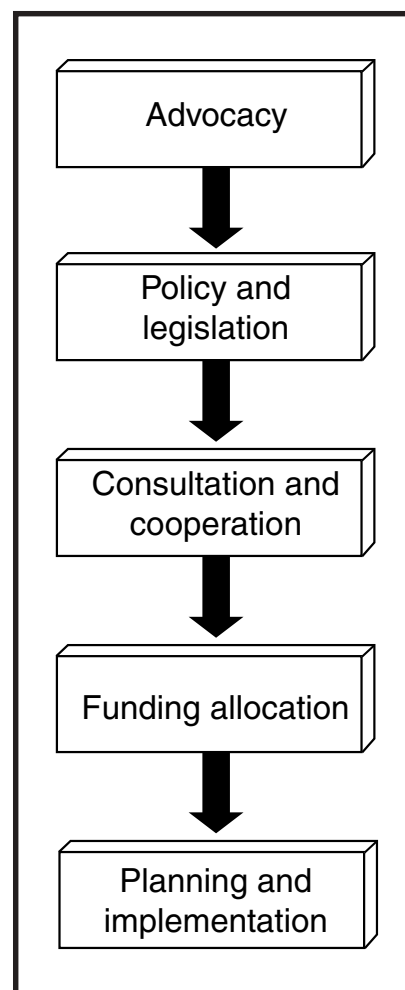 Advocacy
Policy and
legislation
Consultation and
cooperation
Funding allocation
Planning and
implementation